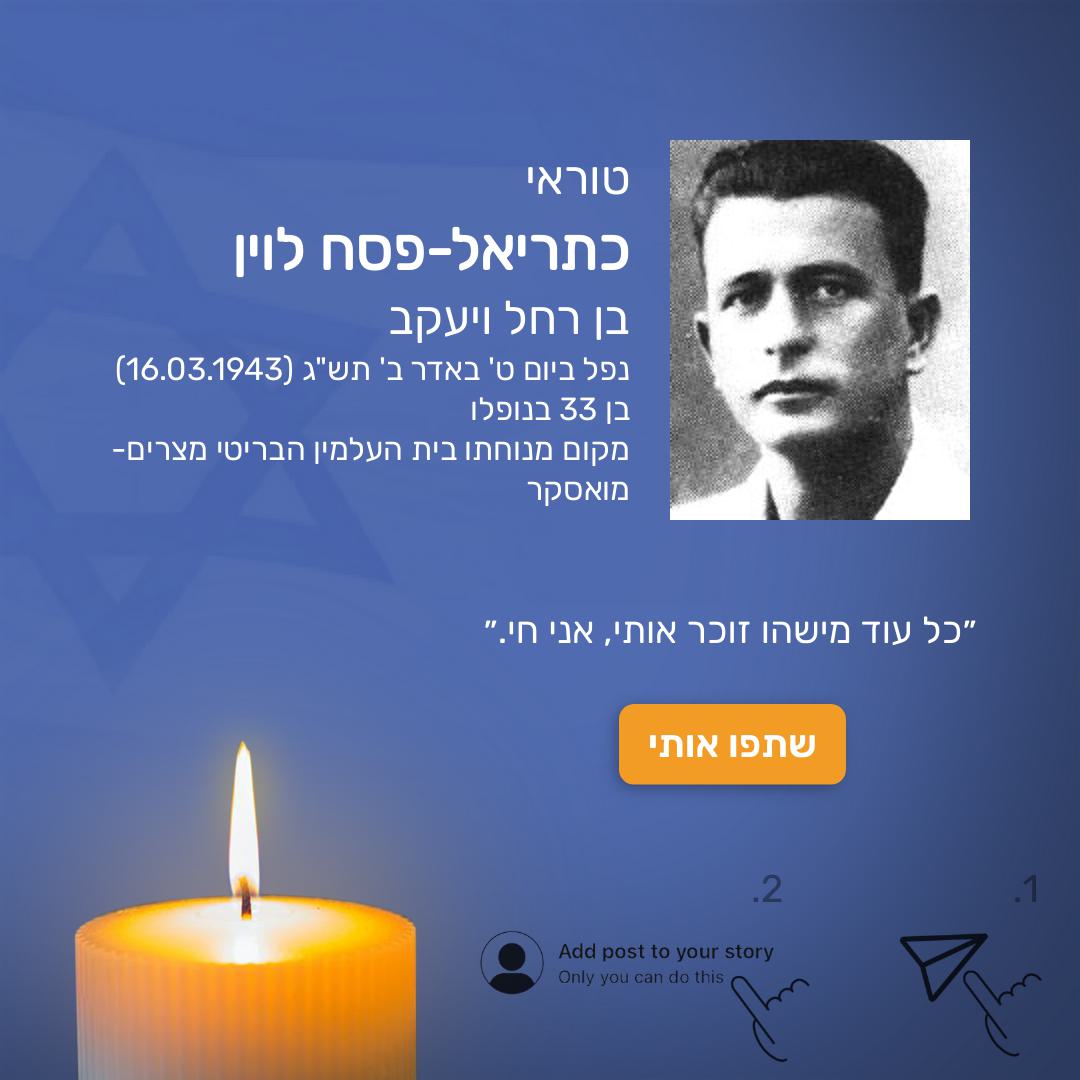 טוראי
כתריאל-פסח לוין
בן רחל ויעקב
נפל ביום ט' באדר ב' תש"ג (16.03.1943)
בן 33 בנופלו
מקום מנוחתו בית העלמין הבריטי מצרים-
מואסקר
״כל עוד מישהו זוכר אותי, אני חי.״
שתפו אותי
1.
2.
Add post to your story
Only you can do this